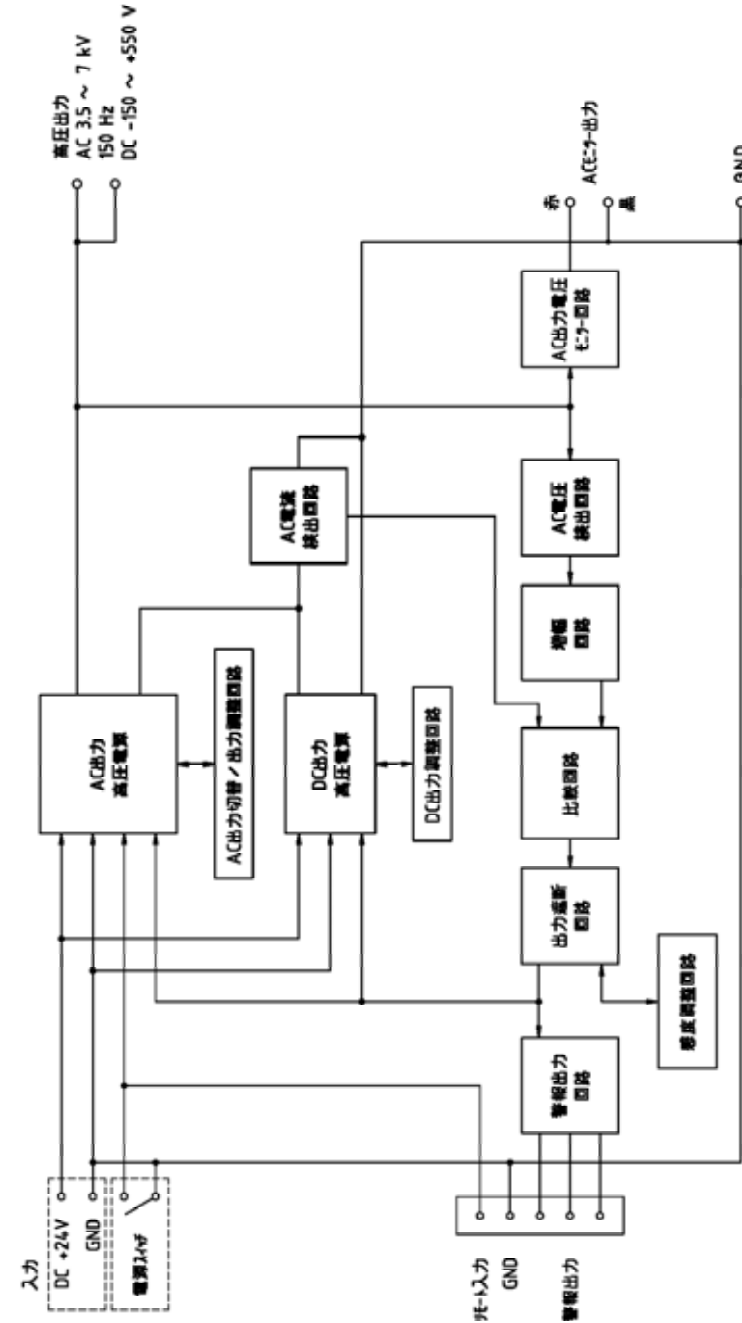 入力
DC +24V
GND
電源スイッチ
AC出力
高圧電源
AC出力切替／出力調整回路
DC出力
高圧電源
DC出力調整回路
AC電流
検出回路
高圧出力
AC 3.5 ～ 7 kV
150 Hz
DC -150 ～ +550 V
リモート入力
GND
警報出力
警報出力
回路
出力遮断
回路
感度調整回路
比較回路
増幅
回路
AC電圧
検出回路
AC出力電圧
モニター回路
赤
黒
ACモニター出力
GND